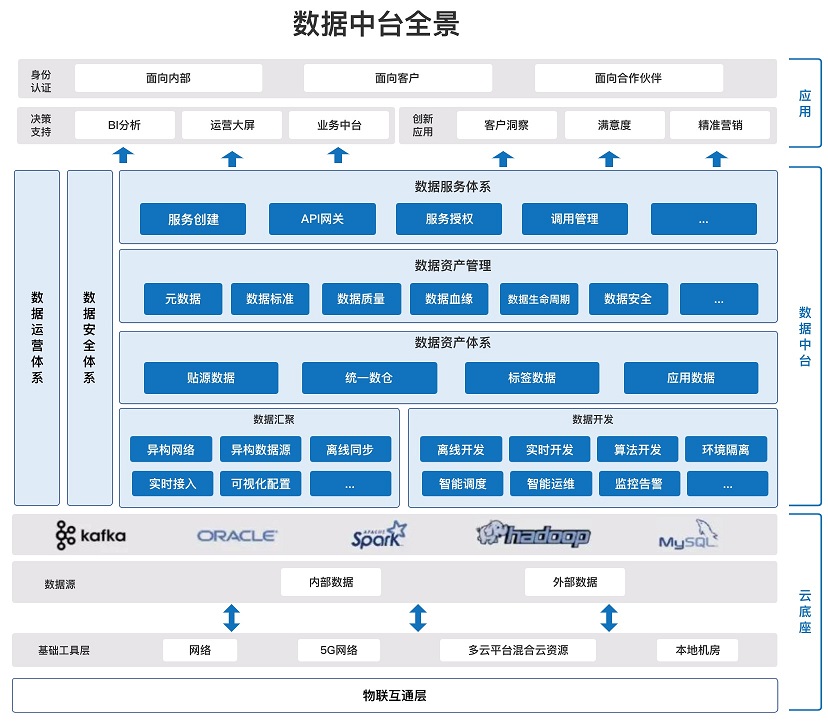 数据中台全景
身份
认证
面向内部
面向客户
面向合作伙伴
应用
决策
支持
BI分析
运营大屏
业务中台
创新
应用
客户洞察
满意度
精准营销
数据运营体系
数据安全体系
数据服务体系
服务创建
API网关
服务授权
调用管理
...
数据资产管理
元数据
数据标准
数据质量
数据血缘
数据生命周期
数据安全
...
数据资产体系
贴源数据
统一数仓
标签数据
应用数据
数据中台
数据汇聚
异构网络
异构数据源
离线同步
实时接入
可视化配置
...
数据开发
离线开发
实时开发
算法开发
环境隔离
智能调度
智能运维
监控告警
...
kafka
ORACLE
APACHE
Spark
hadoop
MySQL
数据源
内部数据
外部数据
云底座
基础工具层
网络
5G网络
多云平台混合云资源
本地机房
物联互通层